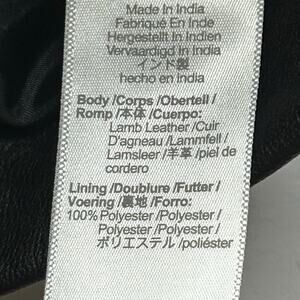 Made In India
Fabriqué En Inde
Hergestellt In Indien
Vervaardigd In India
インド製
hecho en india
Body/Corps/Oberteil/
Romp/本体/Cuerpo:
Lamb Leather/Cuir
D'agneau/Lammfell/
Lamsleer/羊革/piel de
cordero
Lining/Doublure/Futter/
Voering/裏地/Forro:
100% Polyester/Polyester/
Polyester/Polyester/
ポリエステル/poliéster